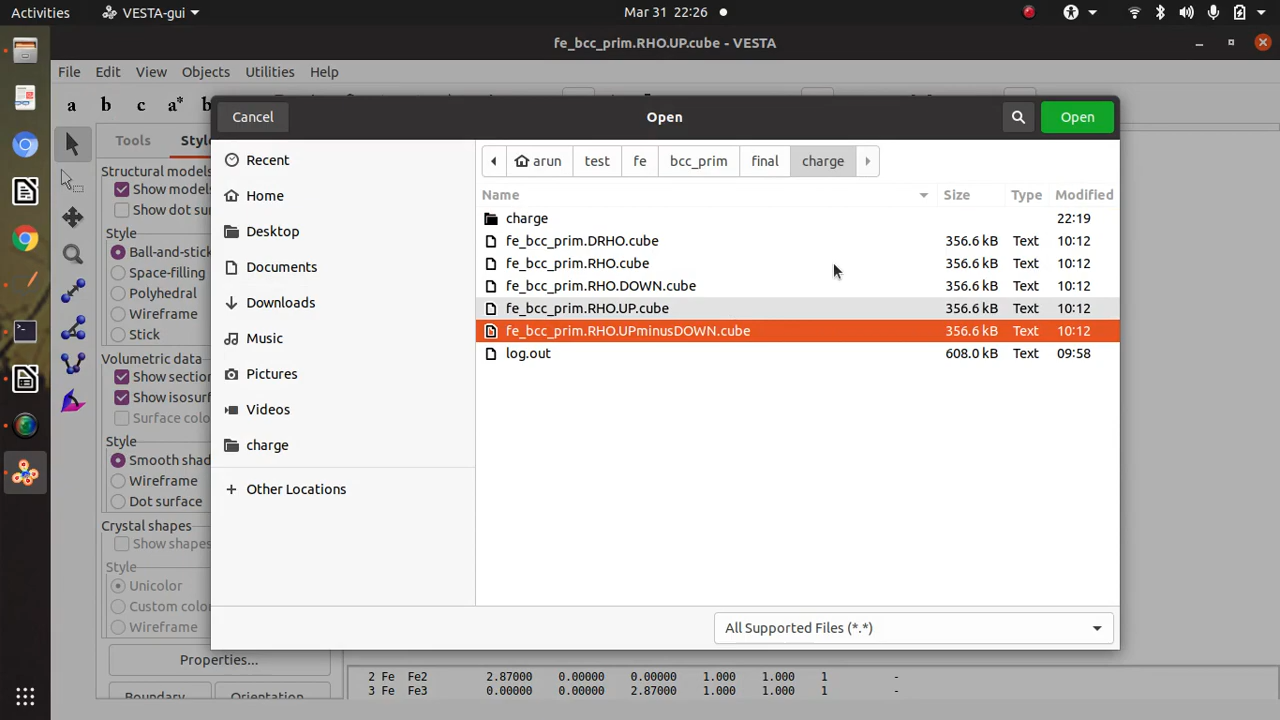 Activities VESTA-gui Mar 31 22:26
fe_bcc_prim.RHO.UP.cube - VESTA
File Edit View Objects Utilities Help
a b c a* b
Cancel Open Open
Tools Style
Structural models
Show models
Show dot sur
Style
Ball-and-stick
Space-filling
Polyhedral
Wireframe
Stick
Volumetric data
Show section
Show isosurf
Surface colo
Style
Smooth shad
Wireframe
Dot surface
Crystal shapes
Show shapes
Style
Unicolor
Custom color
Wireframe
Properties...
Boundary Orientation
Recent
Home
Desktop
Documents
Downloads
Music
Pictures
Videos
charge
+ Other Locations
arun test fe bcc_prim final charge
Name Size Type Modified
charge 22:19
fe_bcc_prim.DRHO.cube 356.6 kB Text 10:12
fe_bcc_prim.RHO.cube 356.6 kB Text 10:12
fe_bcc_prim.RHO.DOWN.cube 356.6 kB Text 10:12
fe_bcc_prim.RHO.UP.cube 356.6 kB Text 10:12
fe_bcc_prim.RHO.UPminusDOWN.cube 356.6 kB Text 10:12
log.out 608.0 kB Text 09:58
All Supported Files (*.*)
2 Fe Fe2 2.87000 0.00000 0.00000 1.000 1.000 1 -
3 Fe Fe3 0.00000 0.00000 2.87000 1.000 1.000 1 -